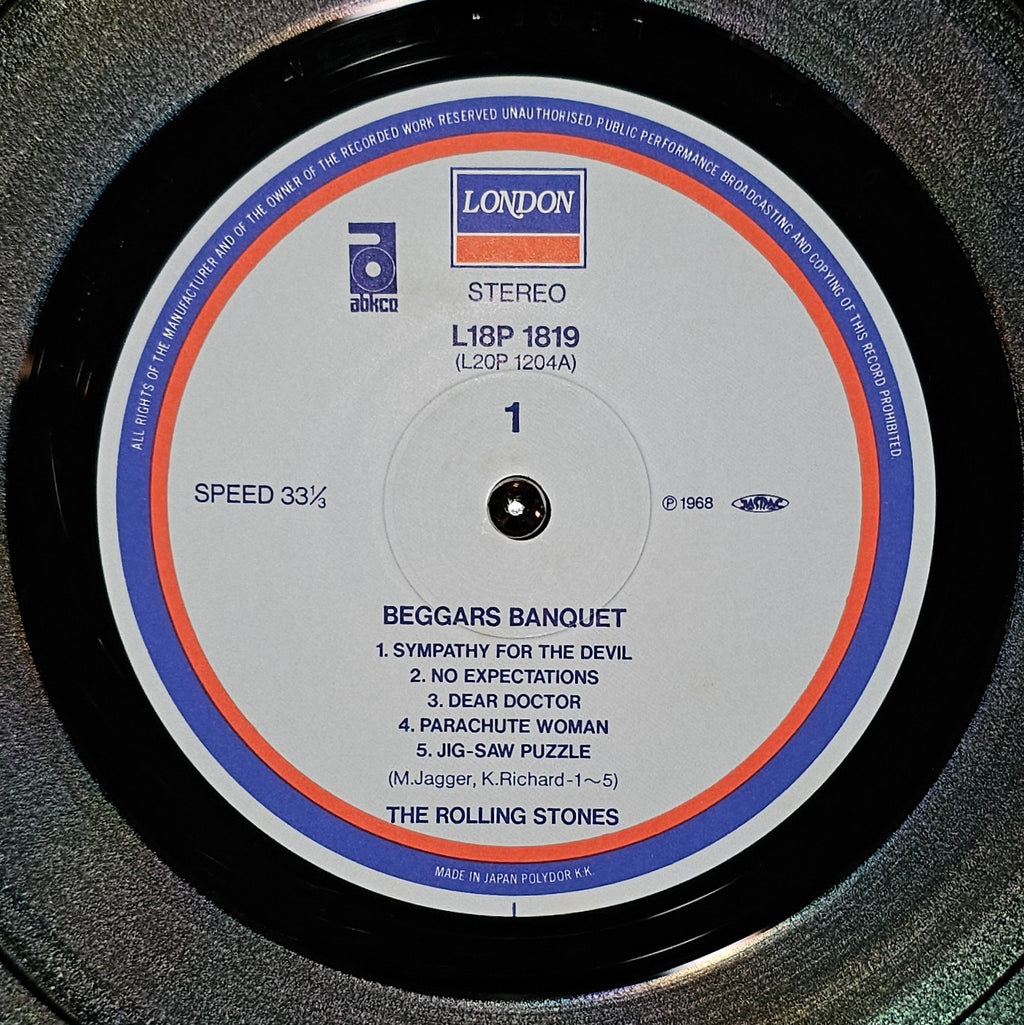 ALL RIGHTS OF THE MANUFACTURER AND OF THE OWNER OF THE RECORDED WORK RESERVED UNAUTHORISED PUBLIC PERFORMANCE BROADCASTING AND COPYING OF THIS RECORD PROHIBITED.
LONDON
abkco
STEREO
L18P 1819
(L20P 1204A)
1
SPEED 33⅓
℗ 1968 JASRAC
BEGGARS BANQUET
1. SYMPATHY FOR THE DEVIL
2. NO EXPECTATIONS
3. DEAR DOCTOR
4. PARACHUTE WOMAN
5. JIG-SAW PUZZLE
(M.Jagger, K.Richard-1～5)
THE ROLLING STONES
MADE IN JAPAN POLYDOR K.K.